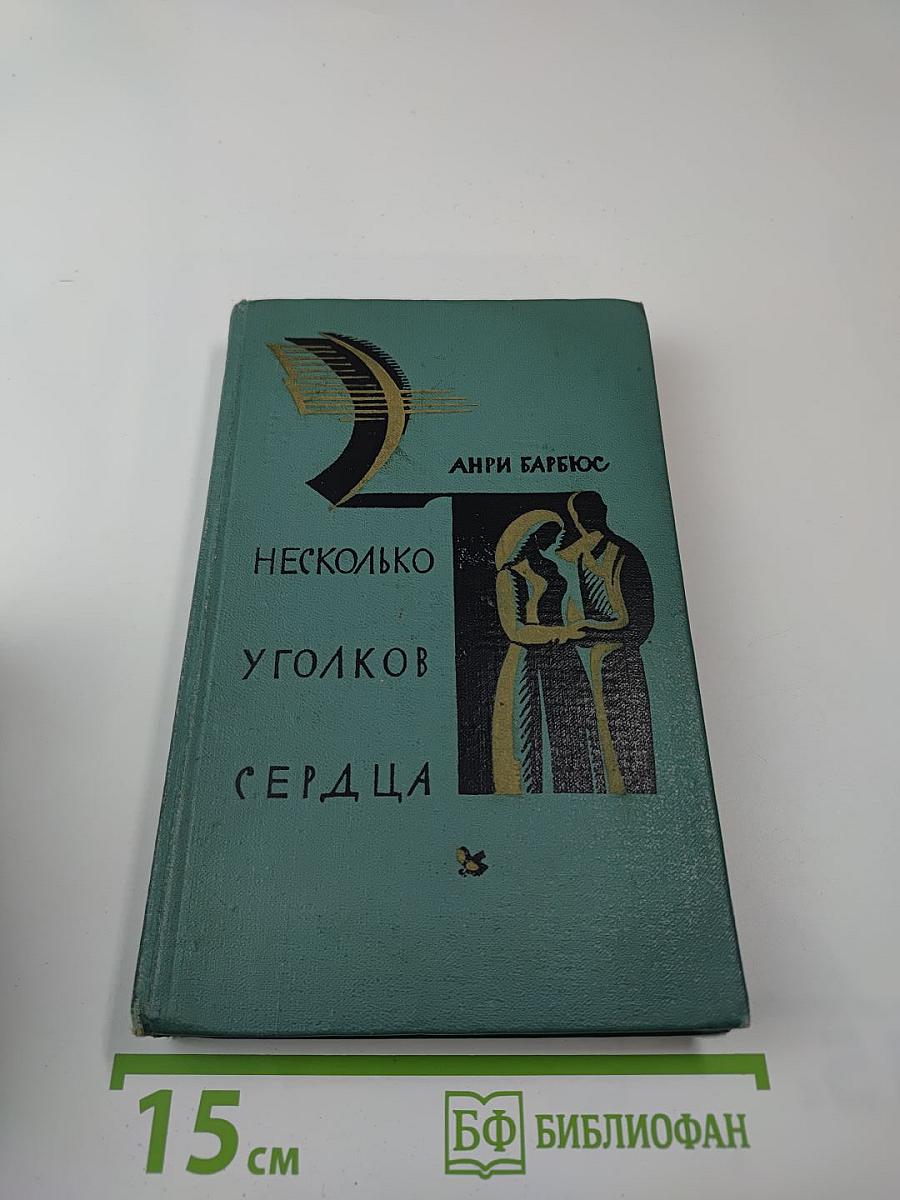 АНРИ БАРБЮС
НЕСКОЛЬКО
УГОЛКОВ
СЕРДЦА
15 см
БФ БИБЛИОФАН